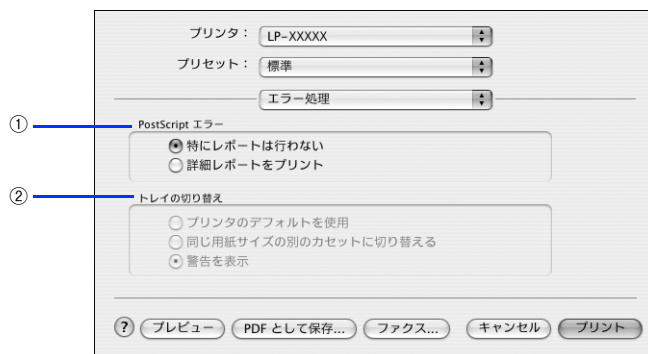 プリンタ： LP-XXXXX
プリセット： 標準
エラー処理
① PostScript エラー
特にレポートは行わない
詳細レポートをプリント
② トレイの切り替え
プリンタのデフォルトを使用
同じ用紙サイズの別のカセットに切り替える
警告を表示
? プレビュー PDF として保存... ファクス... キャンセル プリント